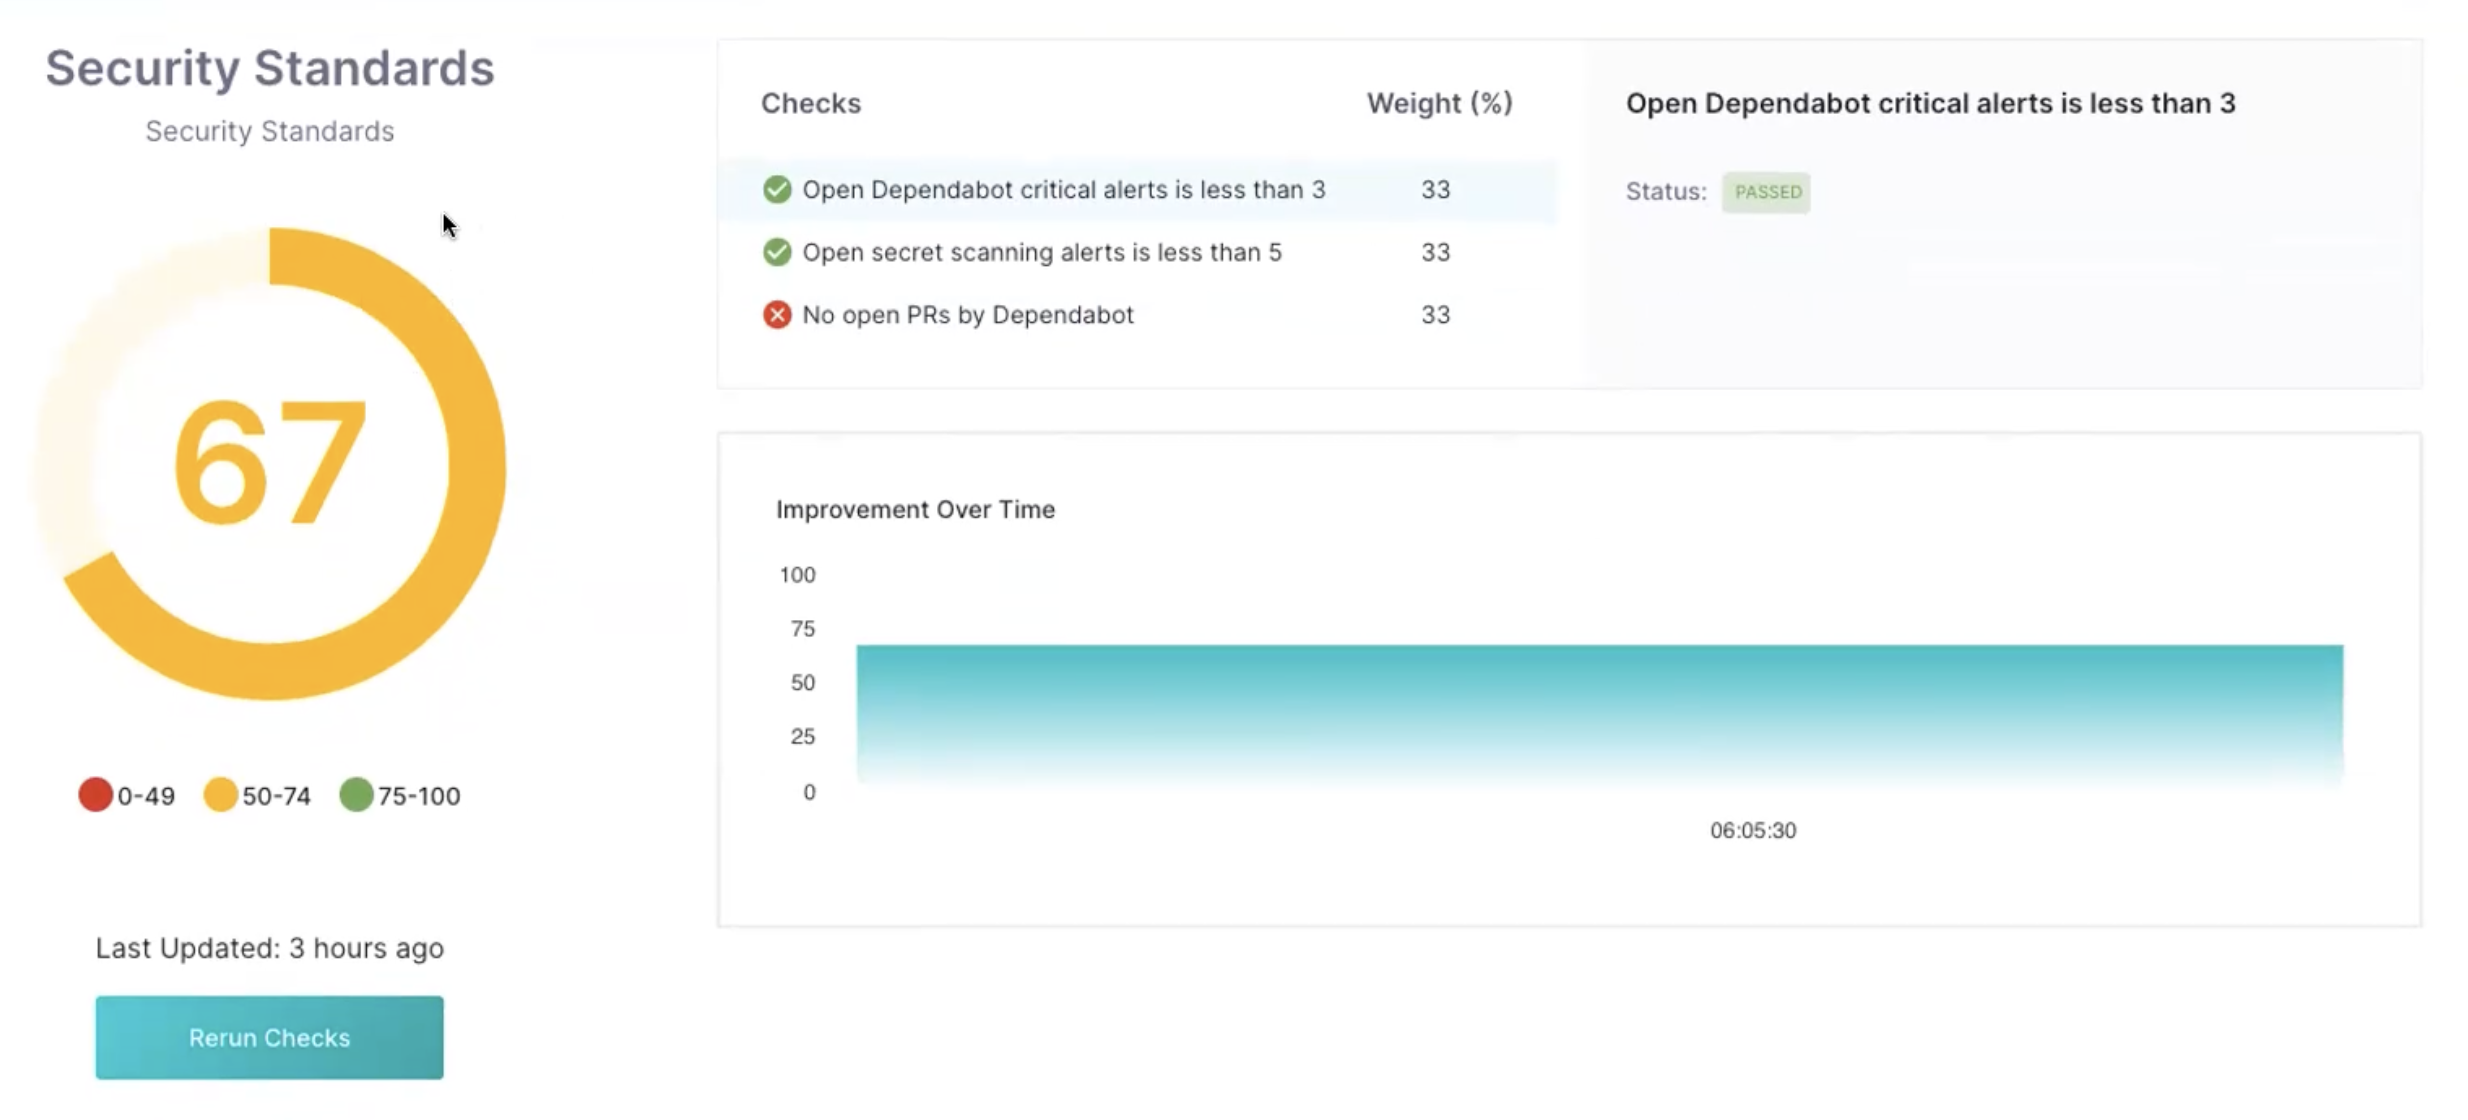 Security Standards
Security Standards
67
0-49 50-74 75-100
Last Updated: 3 hours ago
Rerun Checks
Checks Weight (%)
Open Dependabot critical alerts is less than 3 33
Open secret scanning alerts is less than 5 33
No open PRs by Dependabot 33
Open Dependabot critical alerts is less than 3
Status: PASSED
Improvement Over Time
100
75
50
25
0
06:05:30